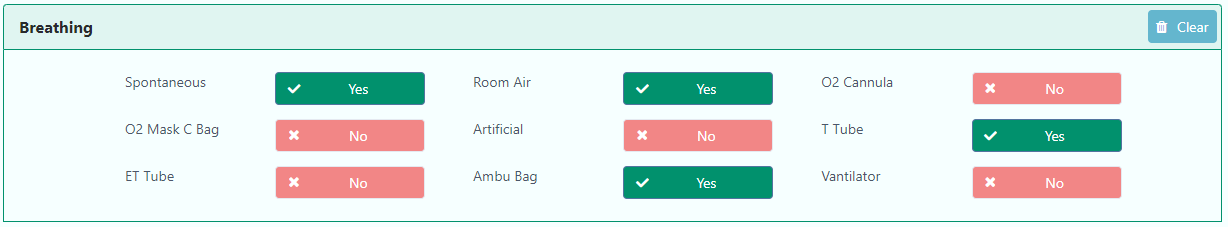 Breathing Clear
Spontaneous Yes Room Air Yes O2 Cannula No
O2 Mask C Bag No Artificial No T Tube Yes
ET Tube No Ambu Bag Yes Vantilator No